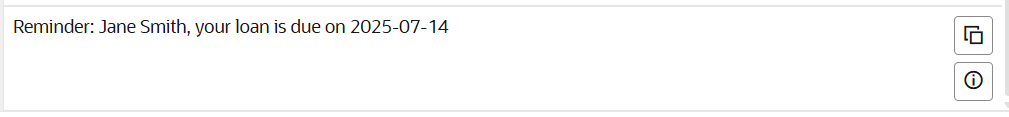 Reminder: Jane Smith, your loan is due on 2025-07-14